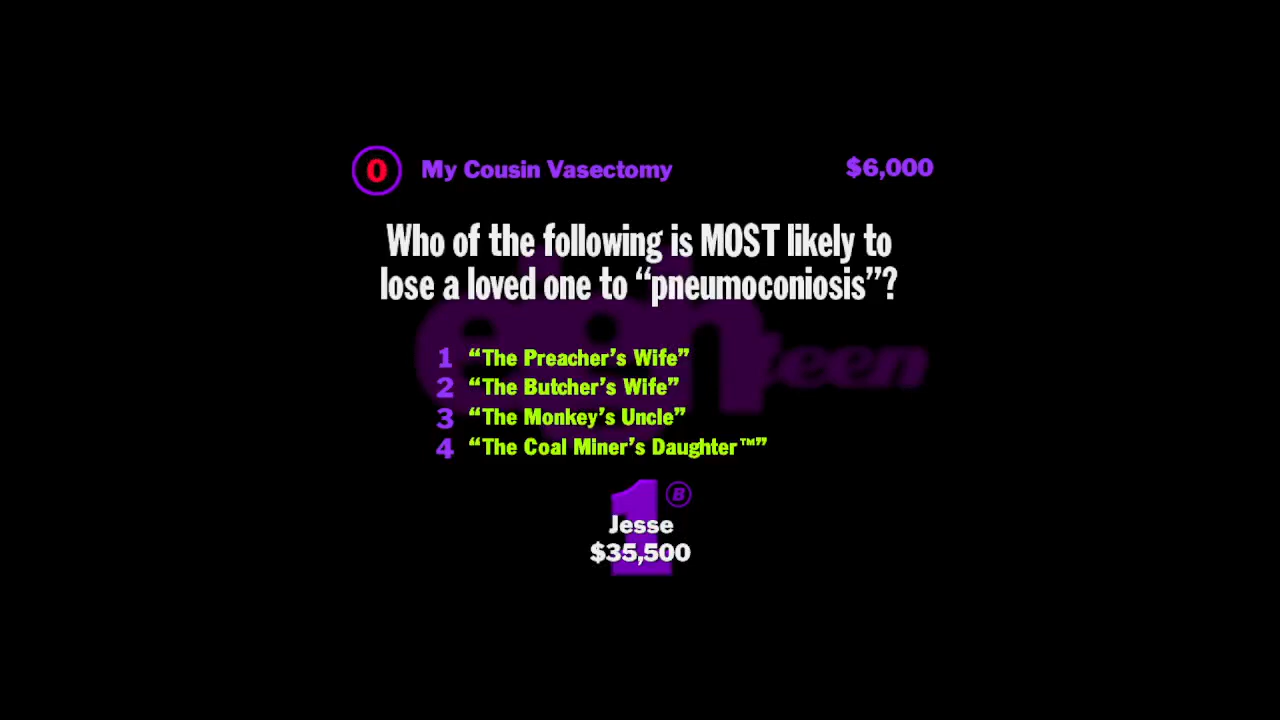 0 My Cousin Vasectomy $6,000
Who of the following is MOST likely to
lose a loved one to “pneumoconiosis”?
1 “The Preacher’s Wife”
2 “The Butcher’s Wife”
3 “The Monkey’s Uncle”
4 “The Coal Miner’s Daughter™”
teen
1 B
Jesse
$35,500